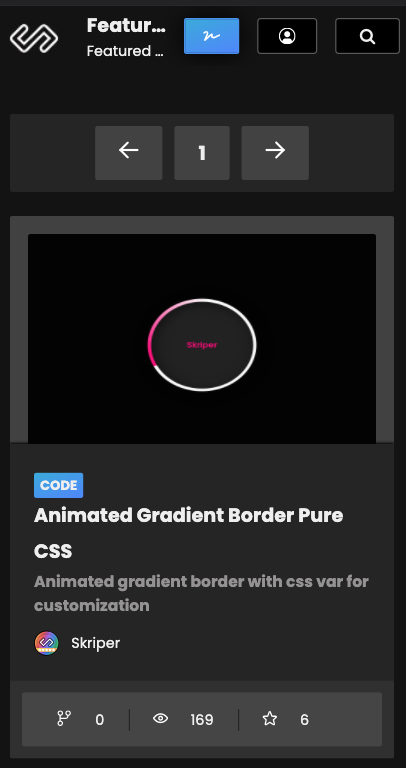 Featur...
Featured ...
1
Skriper
CODE
Animated Gradient Border Pure
CSS
Animated gradient border with css var for
customization
Skriper
0 169 6